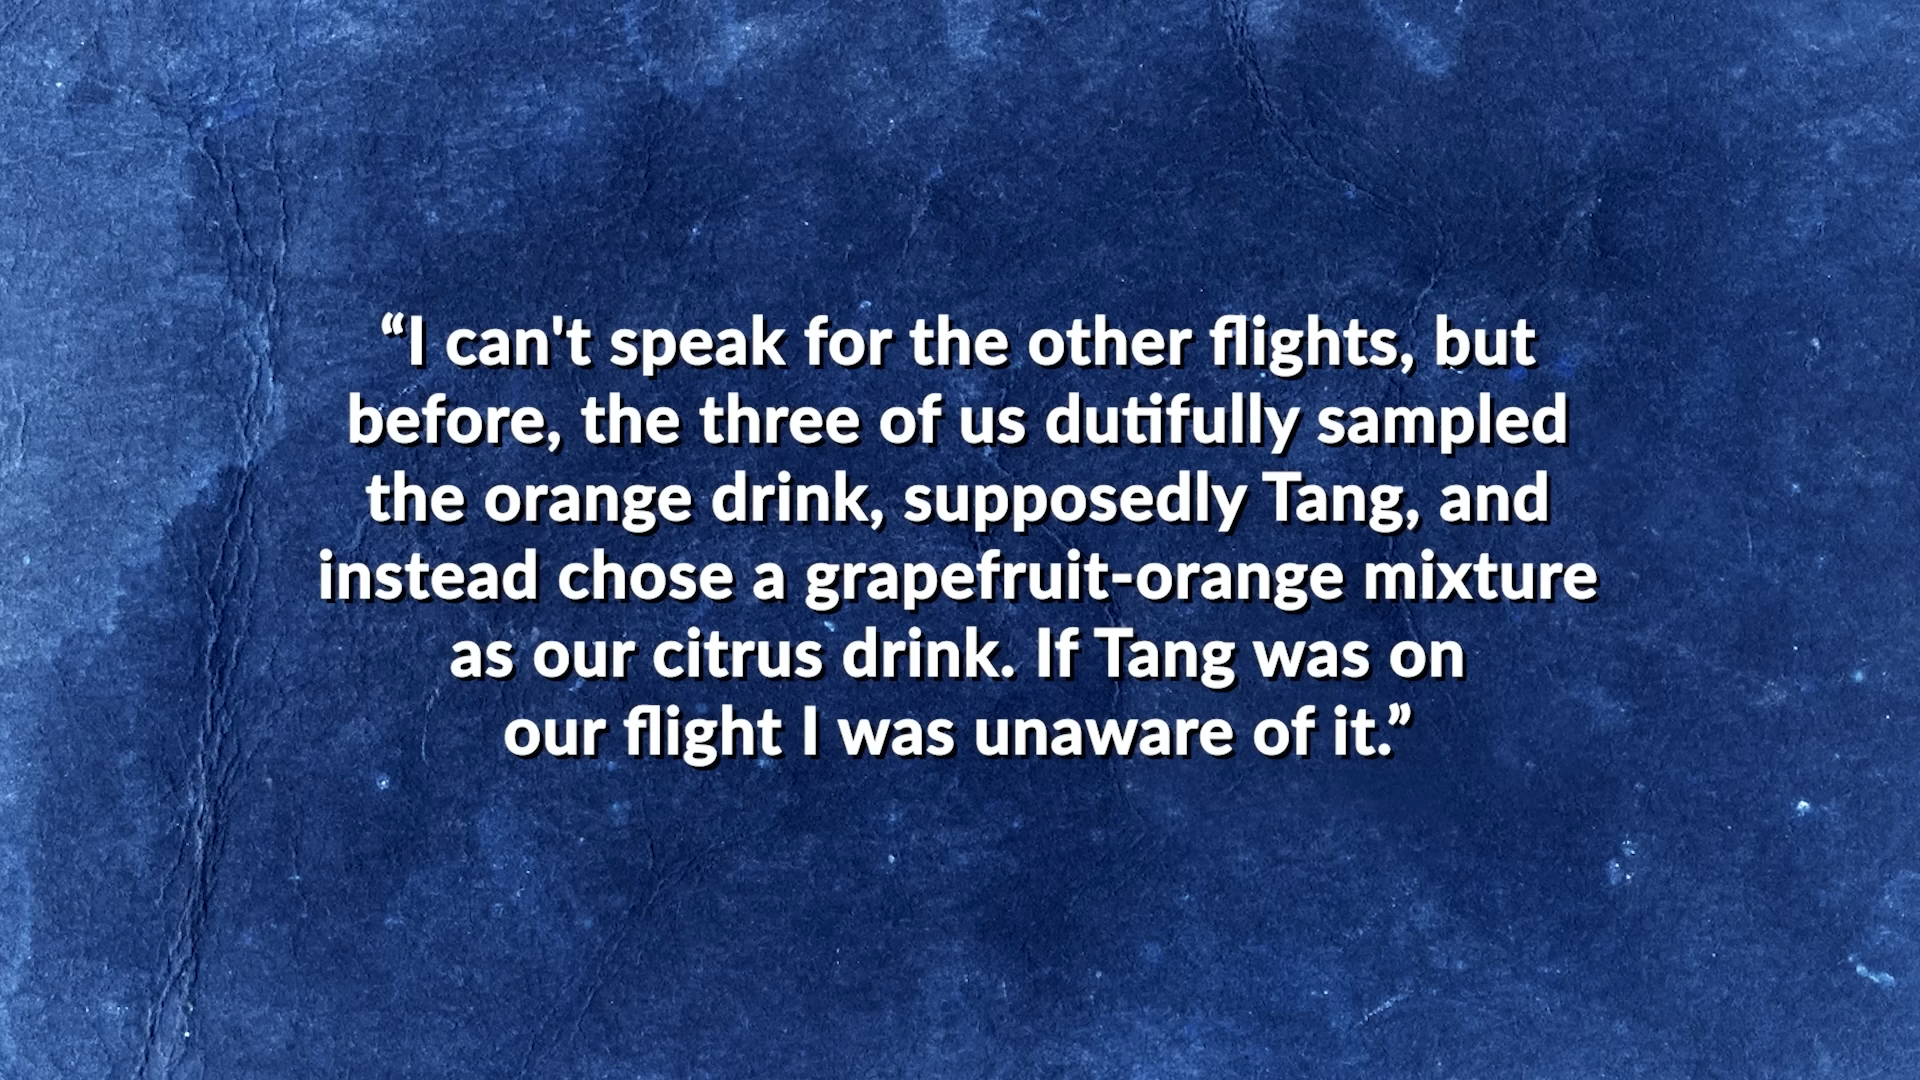 “I can't speak for the other flights, but
before, the three of us dutifully sampled
the orange drink, supposedly Tang, and
instead chose a grapefruit-orange mixture
as our citrus drink. If Tang was on
our flight I was unaware of it.”